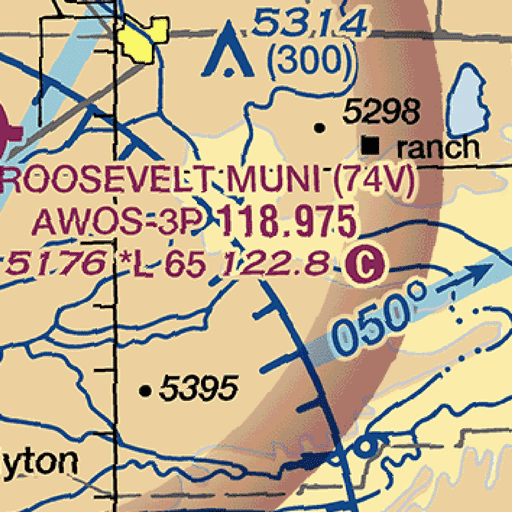 5314
(300)
5298
ranch
ROOSEVELT MUNI (74V)
AWOS-3P 118.975
5176 *L 65 122.8 C
050°
5395
yton